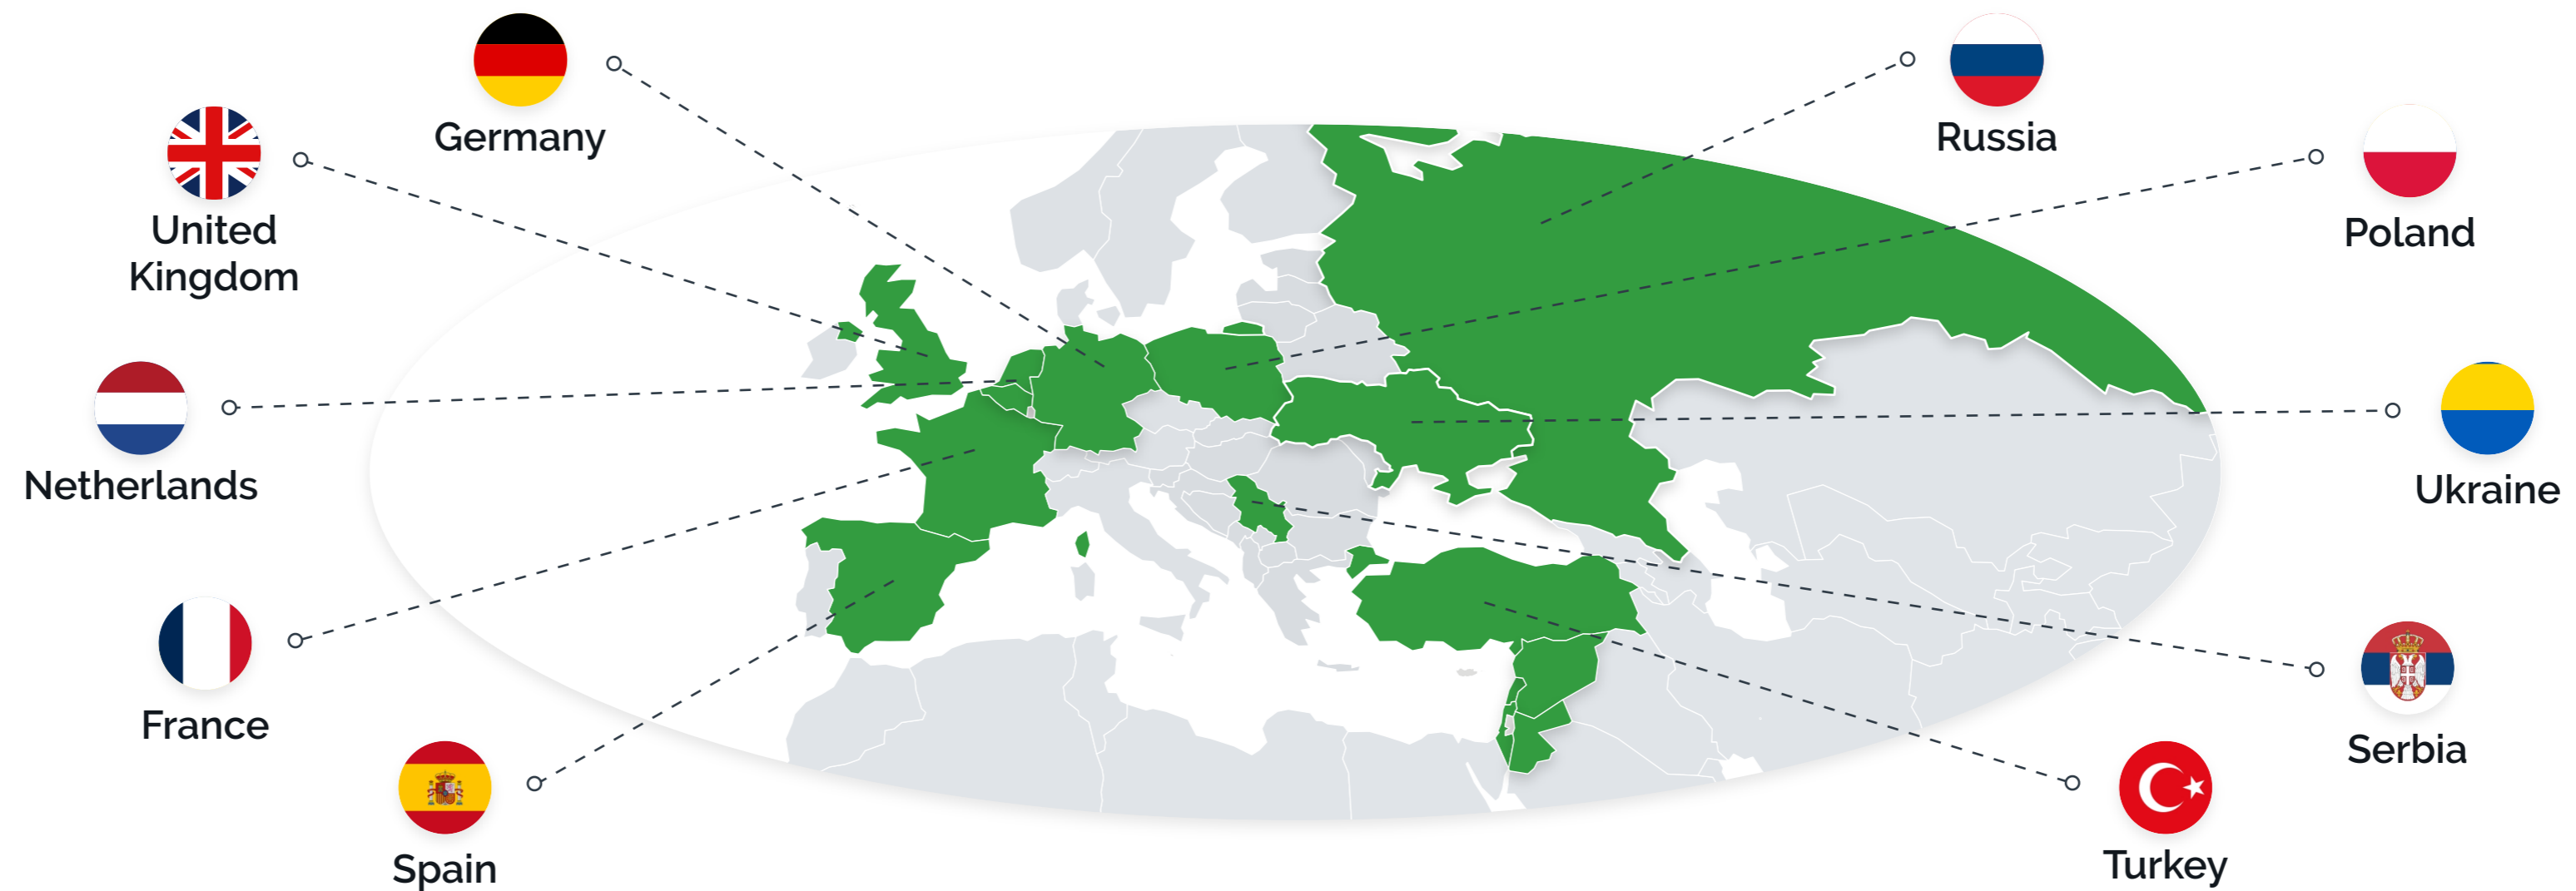 Germany
Russia
United
Kingdom
Poland
Netherlands
Ukraine
France
Serbia
Spain
Turkey